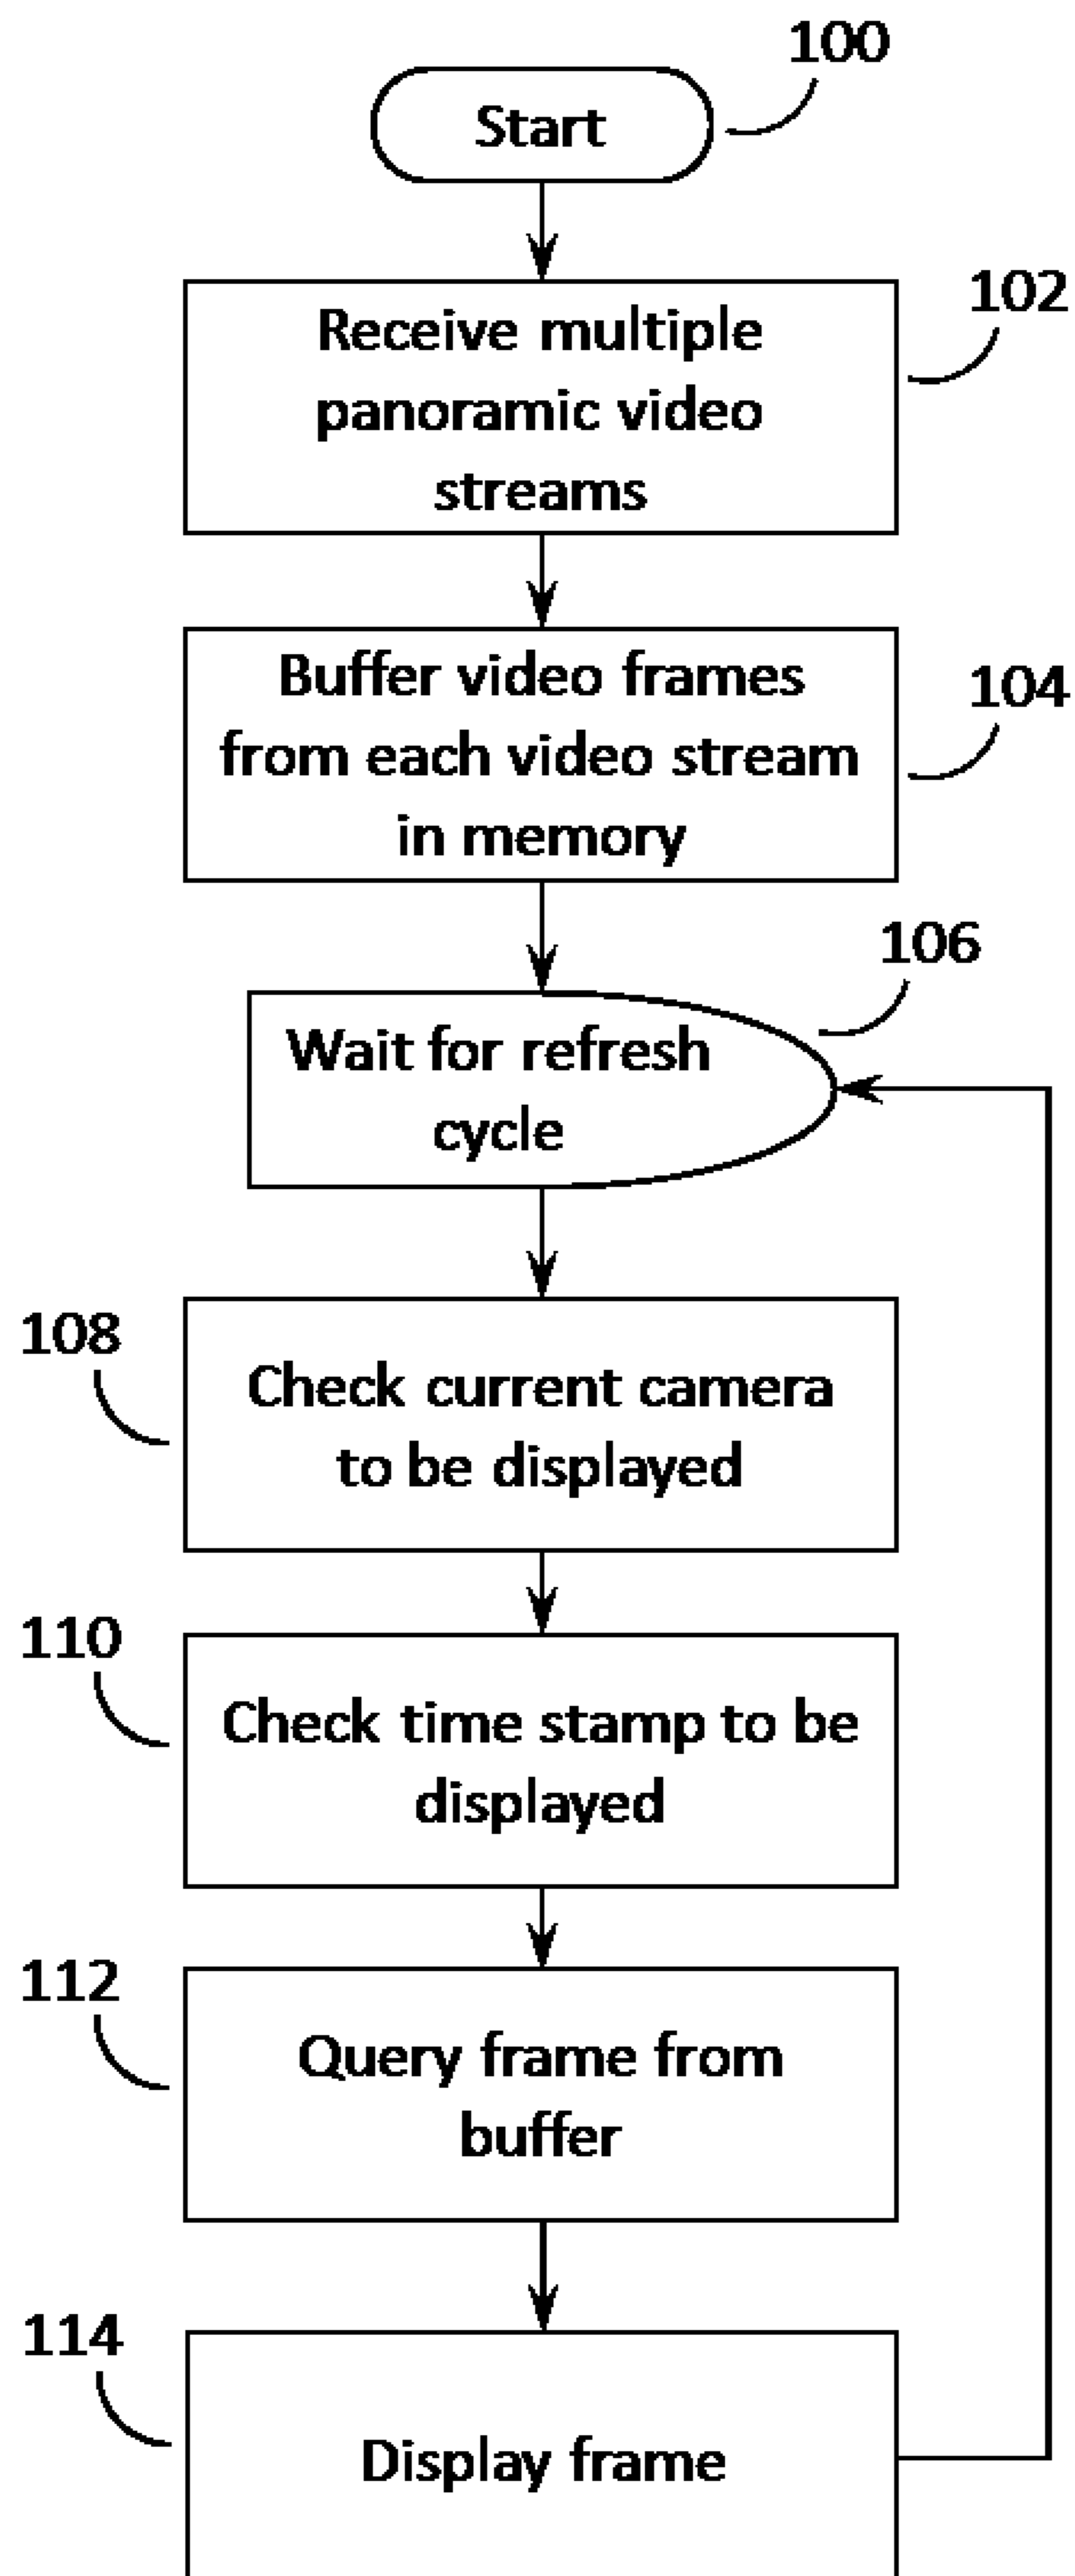 100
Start
102
Receive multiple
panoramic video
streams
104
Buffer video frames
from each video stream
in memory
106
Wait for refresh
cycle
108
Check current camera
to be displayed
110
Check time stamp to be
displayed
112
Query frame from
buffer
114
Display frame